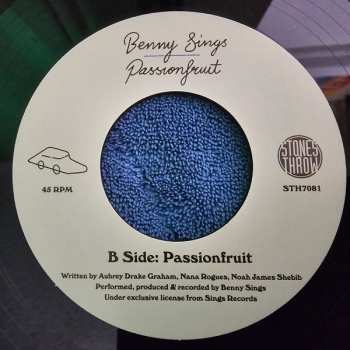 Benny Sings
Passionfruit
STONES
THROW
45 RPM
STH7081
B Side: Passionfruit
Written by Aubrey Drake Graham, Nana Rogues, Noah James Shebib
Performed, produced & recorded by Benny Sings
Under exclusive license from Sings Records